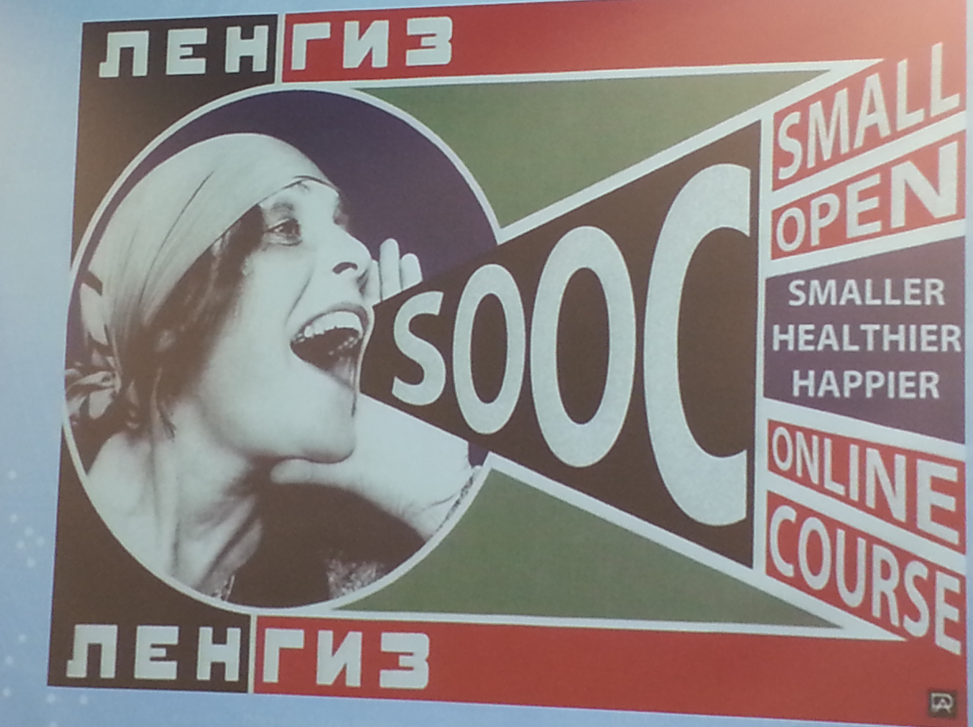 ЛЕНГИЗ
SOOC
SMALL
OPEN
SMALLER
HEALTHIER
HAPPIER
ONLINE
COURSE
ЛЕНГИЗ